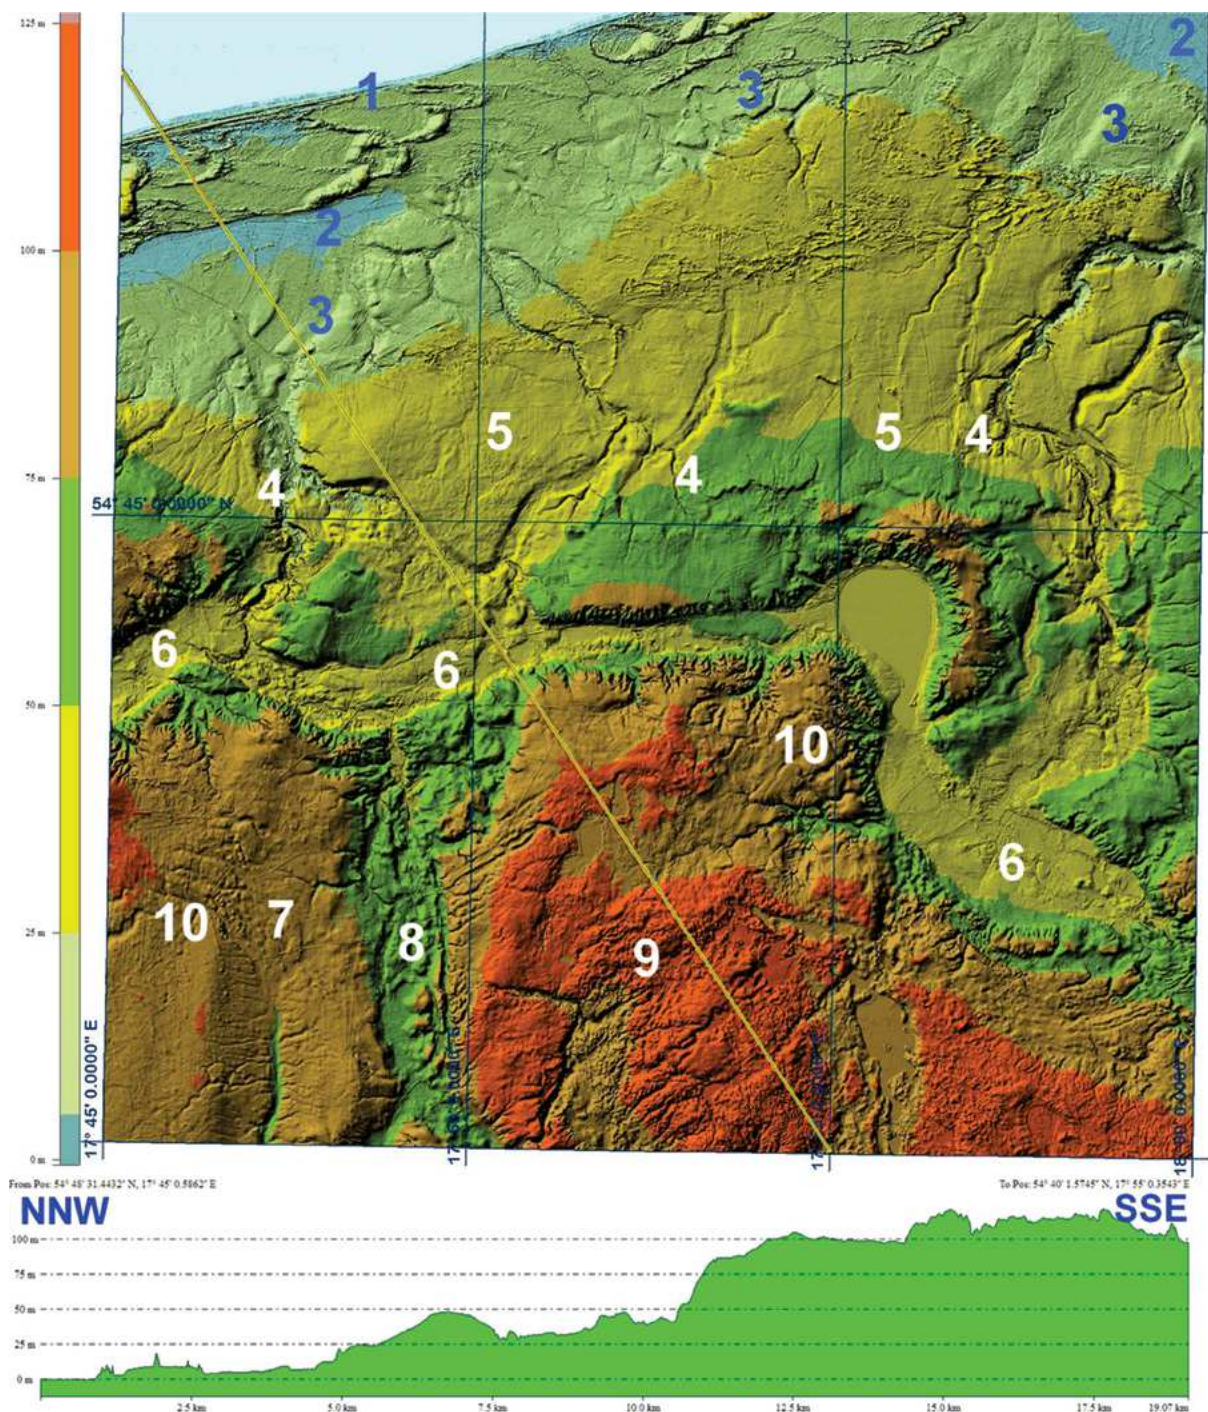 125 m
100 m
75 m
50 m
25 m
0 m
1
2
2
3
3
3
4
4
4
5
5
54° 45' 0.0000" N
6
6
6
7
8
9
10
10
17° 45' 0.0000" E
From Pos: 54° 48' 31.4432" N, 17° 45' 0.5862" E
To Pos: 54° 40' 1.5745" N, 17° 55' 0.3543" E
NNW
SSE
100 m
75 m
50 m
25 m
0 m
2.5 km
5.0 km
7.5 km
10.0 km
12.5 km
15.0 km
17.5 km
19.07 km